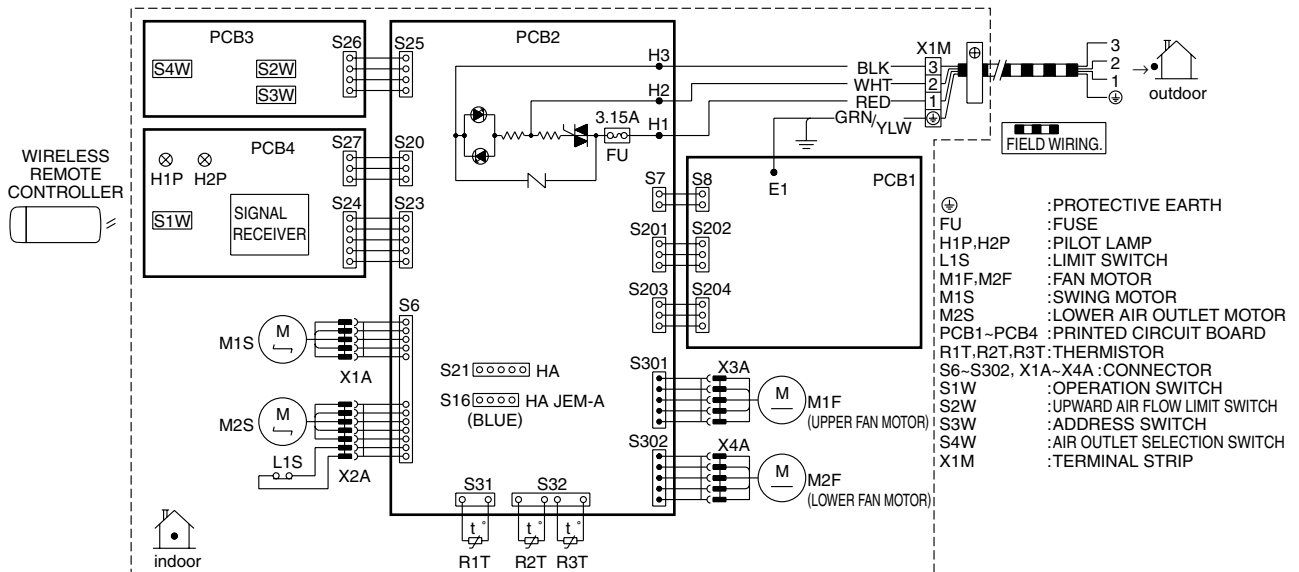 PCB3
S4W
S2W
S3W
S26
S25
PCB2
H3
H2
3.15A
H1
FU
X1M
BLK
3
WHT
2
RED
1
GRN/YLW
3
2
1
outdoor
FIELD WIRING.
WIRELESS
REMOTE
CONTROLLER
H1P
H2P
PCB4
S1W
SIGNAL
RECEIVER
S27
S20
S24
S23
E1
PCB1
S7
S8
S201
S202
S203
S204
M1S
M
X1A
S6
M2S
M
L1S
X2A
S21
HA
S16
HA JEM-A
(BLUE)
S301
X3A
M
M1F
(UPPER FAN MOTOR)
S302
X4A
M
M2F
(LOWER FAN MOTOR)
S31
S32
t°
t°
t°
R1T
R2T
R3T
indoor
:PROTECTIVE EARTH
FU :FUSE
H1P,H2P :PILOT LAMP
L1S :LIMIT SWITCH
M1F,M2F :FAN MOTOR
M1S :SWING MOTOR
M2S :LOWER AIR OUTLET MOTOR
PCB1~PCB4 :PRINTED CIRCUIT BOARD
R1T,R2T,R3T:THERMISTOR
S6~S302, X1A~X4A :CONNECTOR
S1W :OPERATION SWITCH
S2W :UPWARD AIR FLOW LIMIT SWITCH
S3W :ADDRESS SWITCH
S4W :AIR OUTLET SELECTION SWITCH
X1M :TERMINAL STRIP